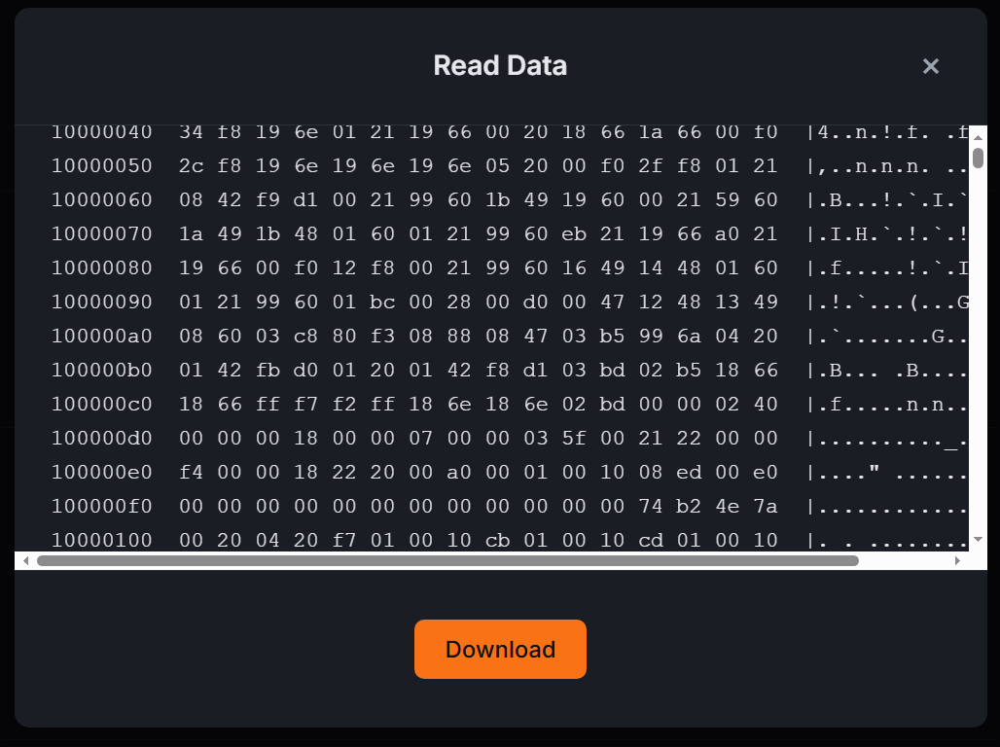 Read Data ×
10000040 34 f8 19 6e 01 21 19 66 00 20 18 66 1a 66 00 f0 |4..n.!.f. .f
10000050 2c f8 19 6e 19 6e 19 6e 05 20 00 f0 2f f8 01 21 |,..n.n.n. ..
10000060 08 42 f9 d1 00 21 99 60 1b 49 19 60 00 21 59 60 |.B...!.`.I.`
10000070 1a 49 1b 48 01 60 01 21 99 60 eb 21 19 66 a0 21 |.I.H.`.!.`.!
10000080 19 66 00 f0 12 f8 00 21 99 60 16 49 14 48 01 60 |.f.....!.`.I
10000090 01 21 99 60 01 bc 00 28 00 d0 00 47 12 48 13 49 |.!.`...(...G
100000a0 08 60 03 c8 80 f3 08 88 08 47 03 b5 99 6a 04 20 |.`.......G..
100000b0 01 42 fb d0 01 20 01 42 f8 d1 03 bd 02 b5 18 66 |.B... .B....
100000c0 18 66 ff f7 f2 ff 18 6e 18 6e 02 bd 00 00 02 40 |.f.....n.n..
100000d0 00 00 00 18 00 00 07 00 00 03 5f 00 21 22 00 00 |.........._.
100000e0 f4 00 00 18 22 20 00 a0 00 01 00 10 08 ed 00 e0 |...." ......
100000f0 00 00 00 00 00 00 00 00 00 00 00 00 74 b2 4e 7a |............
10000100 00 20 04 20 f7 01 00 10 cb 01 00 10 cd 01 00 10 |. . ........
Download